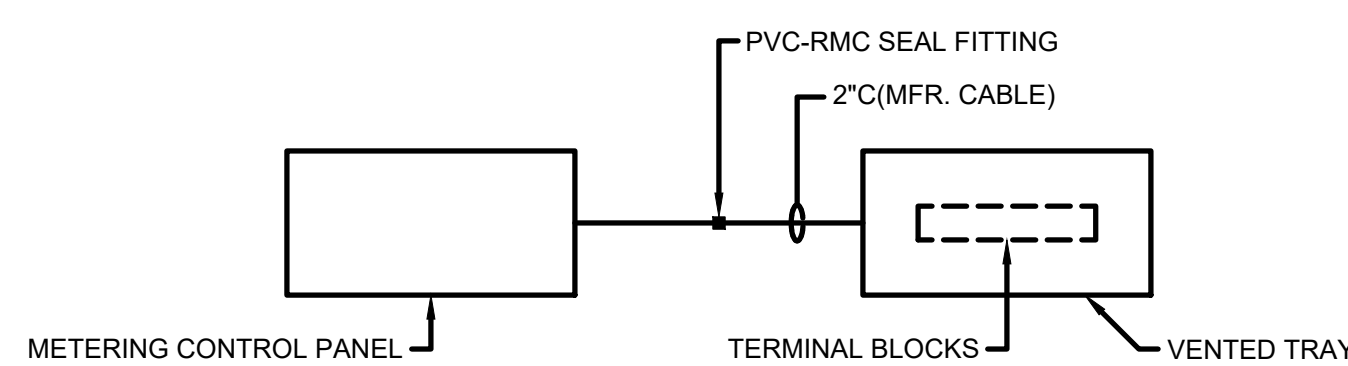 PVC-RMC SEAL FITTING
2"C(MFR. CABLE)
METERING CONTROL PANEL
TERMINAL BLOCKS
VENTED TRAY